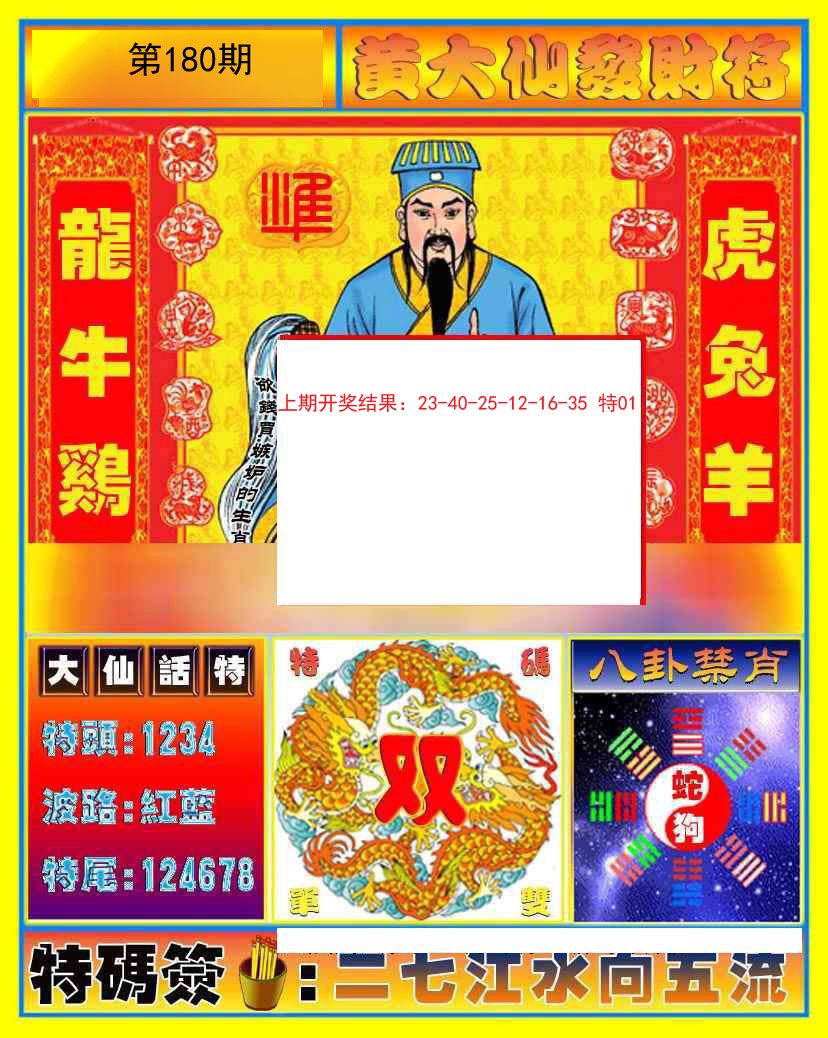 第180期
黃大仙發財符
龍牛鷄
虎兔羊
欲錢買嫉妒的生肖
上期开奖结果：23-40-25-12-16-35 特01
大仙話特
特頭:1234
波路:紅藍
特尾:124678
特碼
双
單雙
八卦禁肖
蛇
狗
特碼簽:二七江水向五流